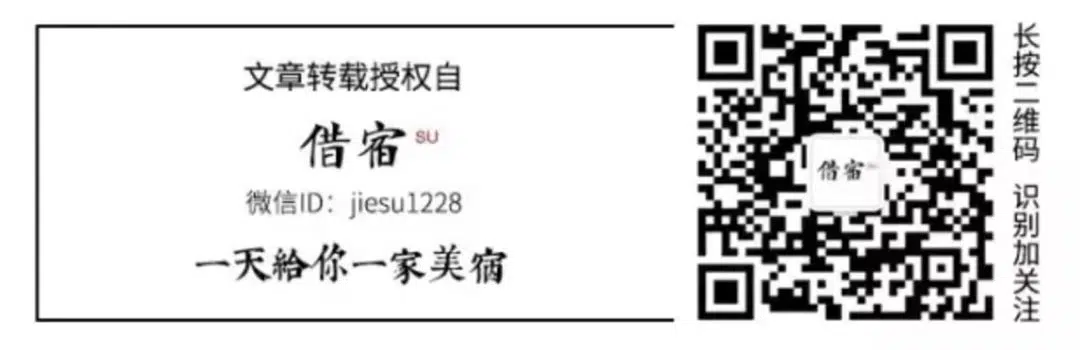 文章转载授权自
借宿 SU
微信ID：jiesu1228
一天給你一家美宿
借宿
长按二维码 识别加关注